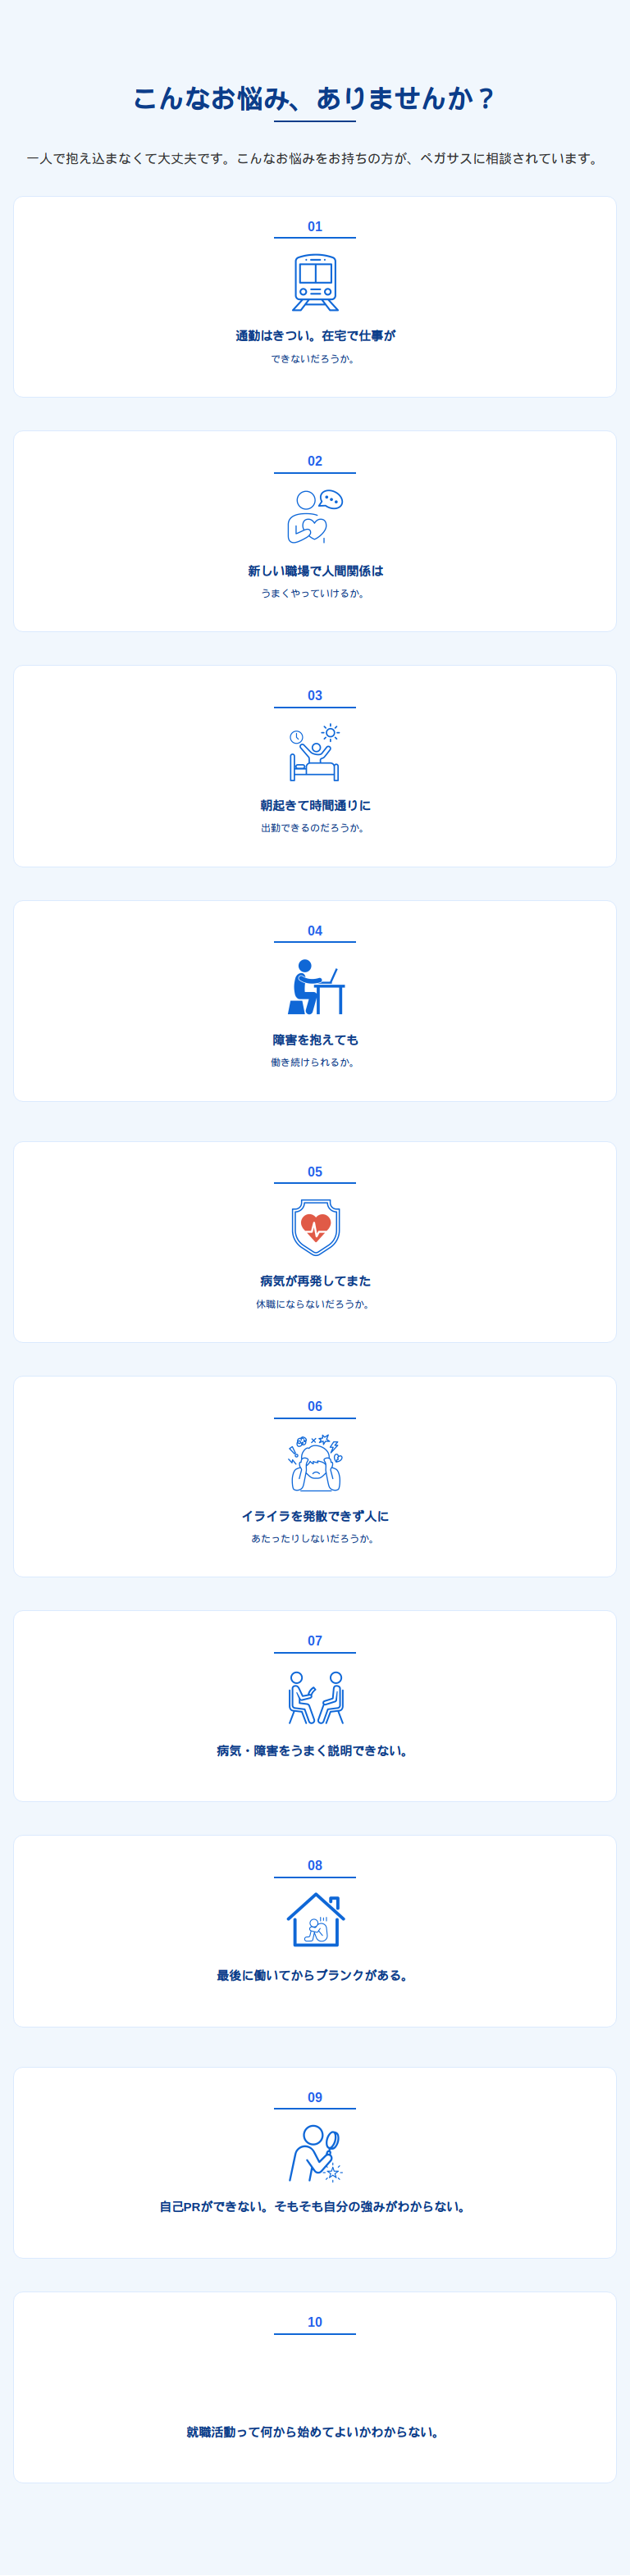 こんなお悩み、ありませんか？
一人で抱え込まなくて大丈夫です。こんなお悩みをお持ちの方が、ペガサスに相談されています。
01
通勤はきつい。在宅で仕事が
できないだろうか。
02
新しい職場で人間関係は
うまくやっていけるか。
03
朝起きて時間通りに
出勤できるのだろうか。
04
障害を抱えても
働き続けられるか。
05
病気が再発してまた
休職にならないだろうか。
06
イライラを発散できず人に
あたったりしないだろうか。
07
病気・障害をうまく説明できない。
08
最後に働いてからブランクがある。
09
自己PRができない。そもそも自分の強みがわからない。
10
就職活動って何から始めてよいかわからない。